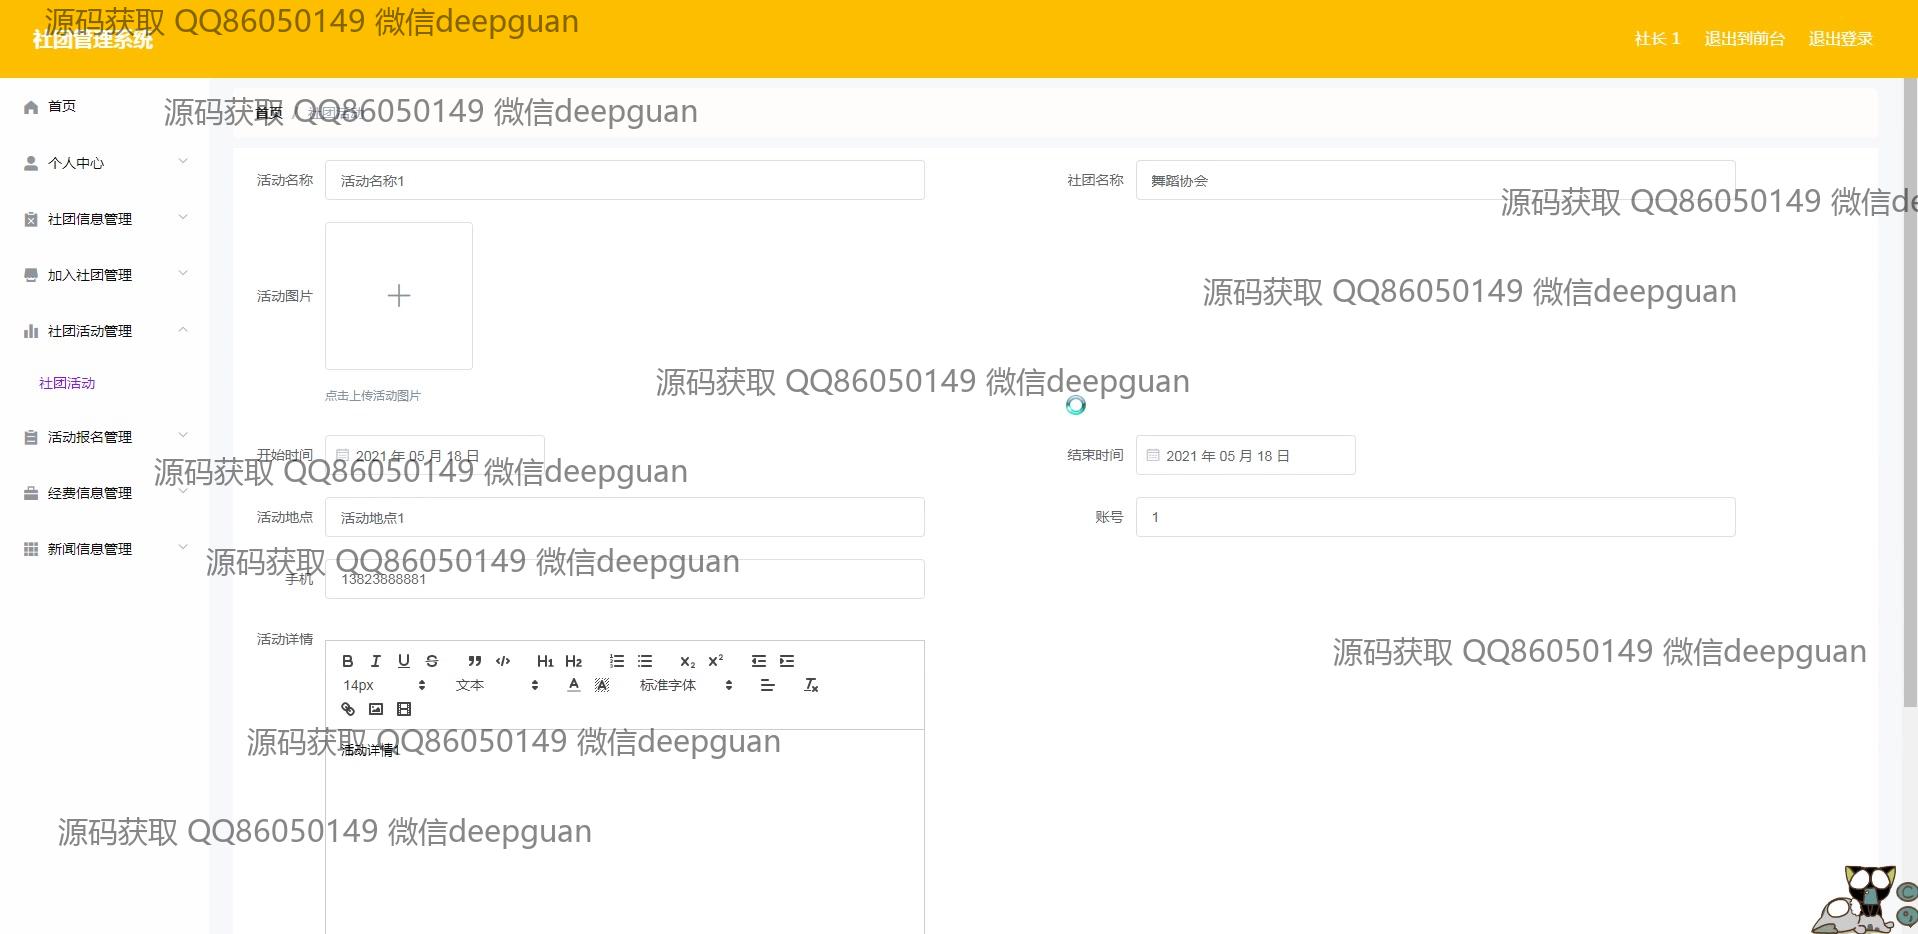 源码获取 QQ86050149 微信deepguan
社团管理系统
社长 1 退出到前台 退出登录
首页
源码获取 QQ86050149 微信deepguan
首页 / 社团活动
个人中心
活动名称 活动名称1
社团名称 舞蹈协会
源码获取 QQ86050149 微信de
社团信息管理
加入社团管理
源码获取 QQ86050149 微信deepguan
活动图片
社团活动管理
社团活动
源码获取 QQ86050149 微信deepguan
点击上传活动图片
活动报名管理
开始时间 2021 年 05 月 18 日
结束时间 2021 年 05 月 18 日
源码获取 QQ86050149 微信deepguan
经费信息管理
活动地点 活动地点1
账号 1
新闻信息管理
源码获取 QQ86050149 微信deepguan
手机 13823888881
活动详情
源码获取 QQ86050149 微信deepguan
B I U S H1 H2 X2 X2
14px 文本 A A 标准字体
源码获取 QQ86050149 微信deepguan
活动详情1
源码获取 QQ86050149 微信deepguan